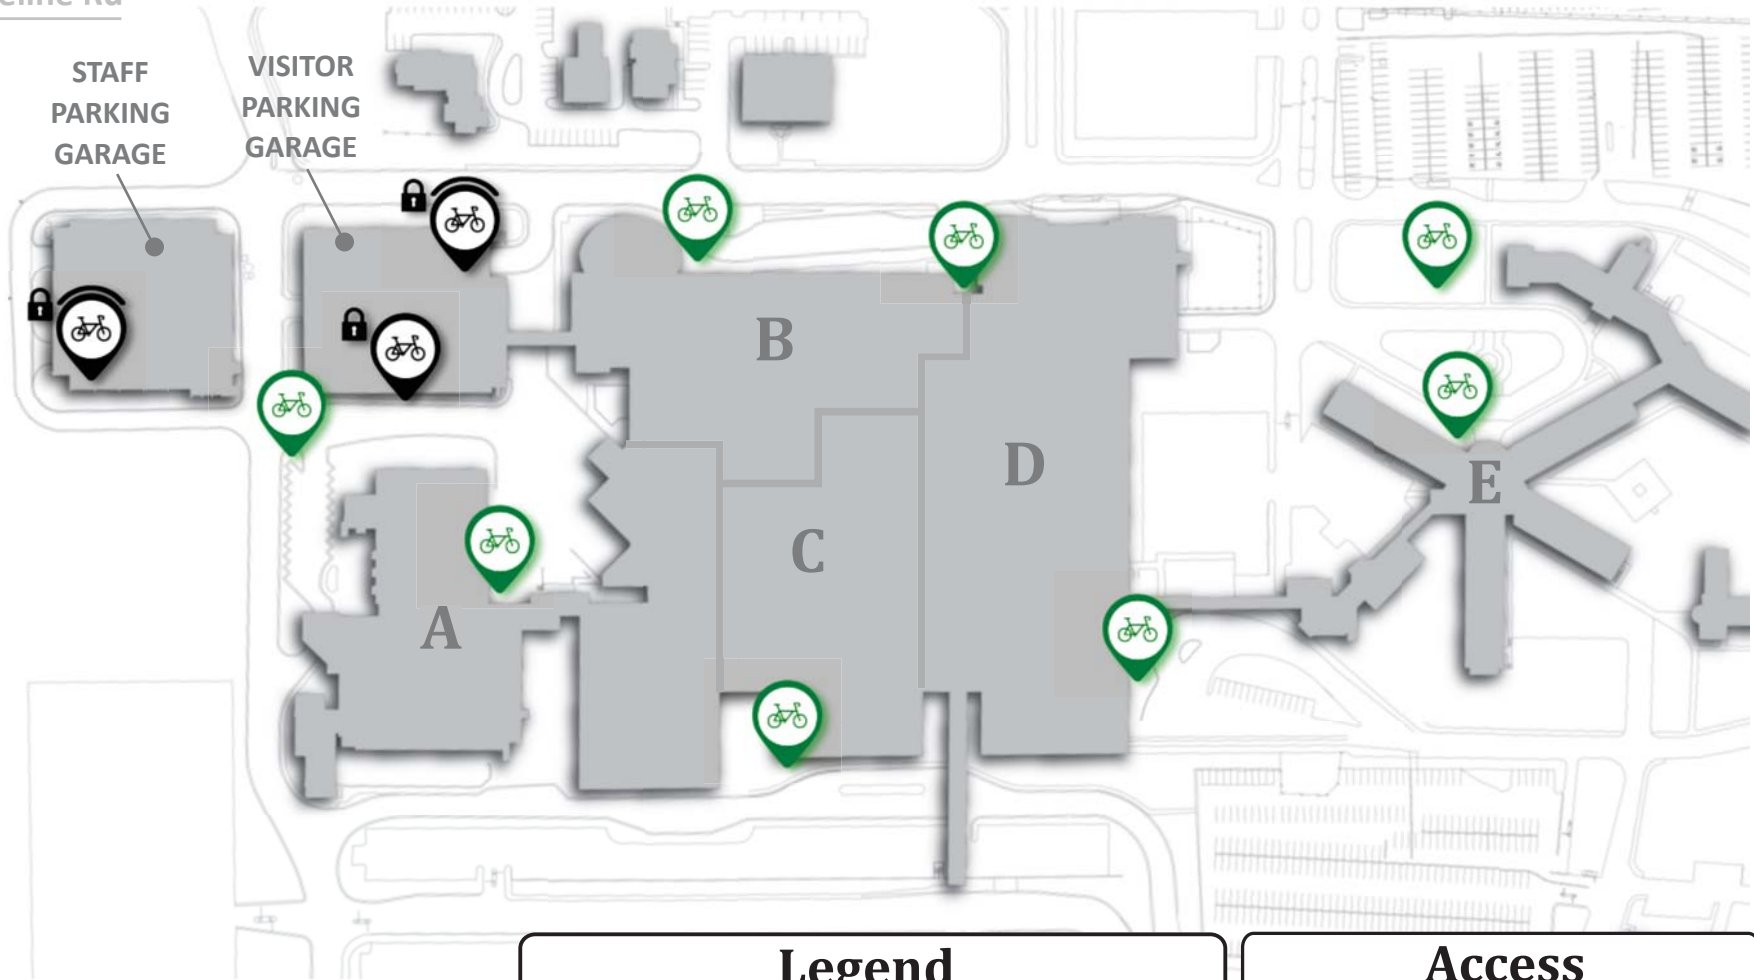 STAFF
PARKING
GARAGE
VISITOR
PARKING
GARAGE
B
D
E
C
A
Legend
Access